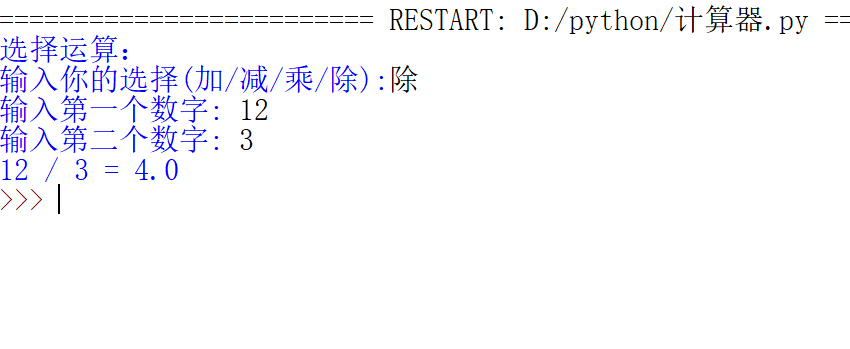 ========================= RESTART: D:/python/计算器.py ==
选择运算：
输入你的选择(加/减/乘/除):除
输入第一个数字: 12
输入第二个数字: 3
12 / 3 = 4.0
>>>